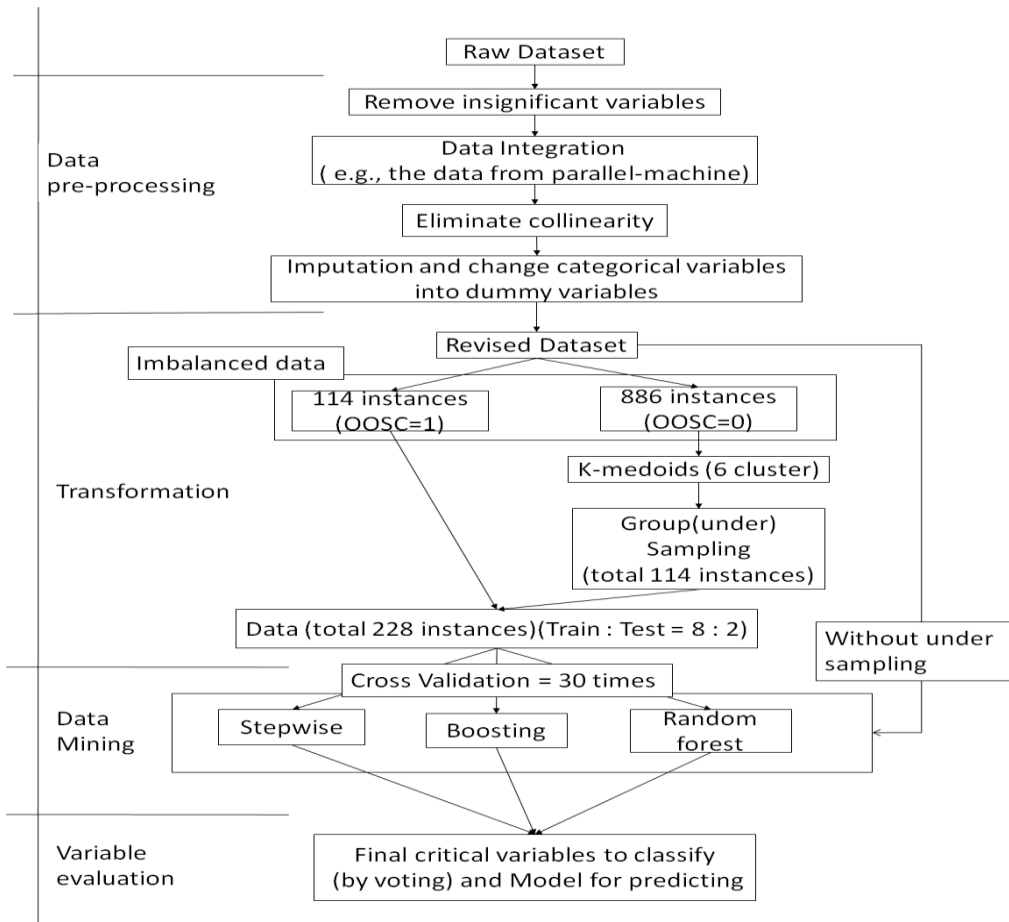 Raw Dataset
Remove insignificant variables
Data
pre-processing
Data Integration
( e.g., the data from parallel-machine)
Eliminate collinearity
Imputation and change categorical variables
into dummy variables
Revised Dataset
Imbalanced data
114 instances
(OOSC=1)
886 instances
(OOSC=0)
K-medoids (6 cluster)
Transformation
Group(under)
Sampling
(total 114 instances)
Data (total 228 instances)(Train : Test = 8 : 2)
Without under
sampling
Cross Validation = 30 times
Data
Mining
Stepwise
Boosting
Random
forest
Variable
evaluation
Final critical variables to classify
(by voting) and Model for predicting